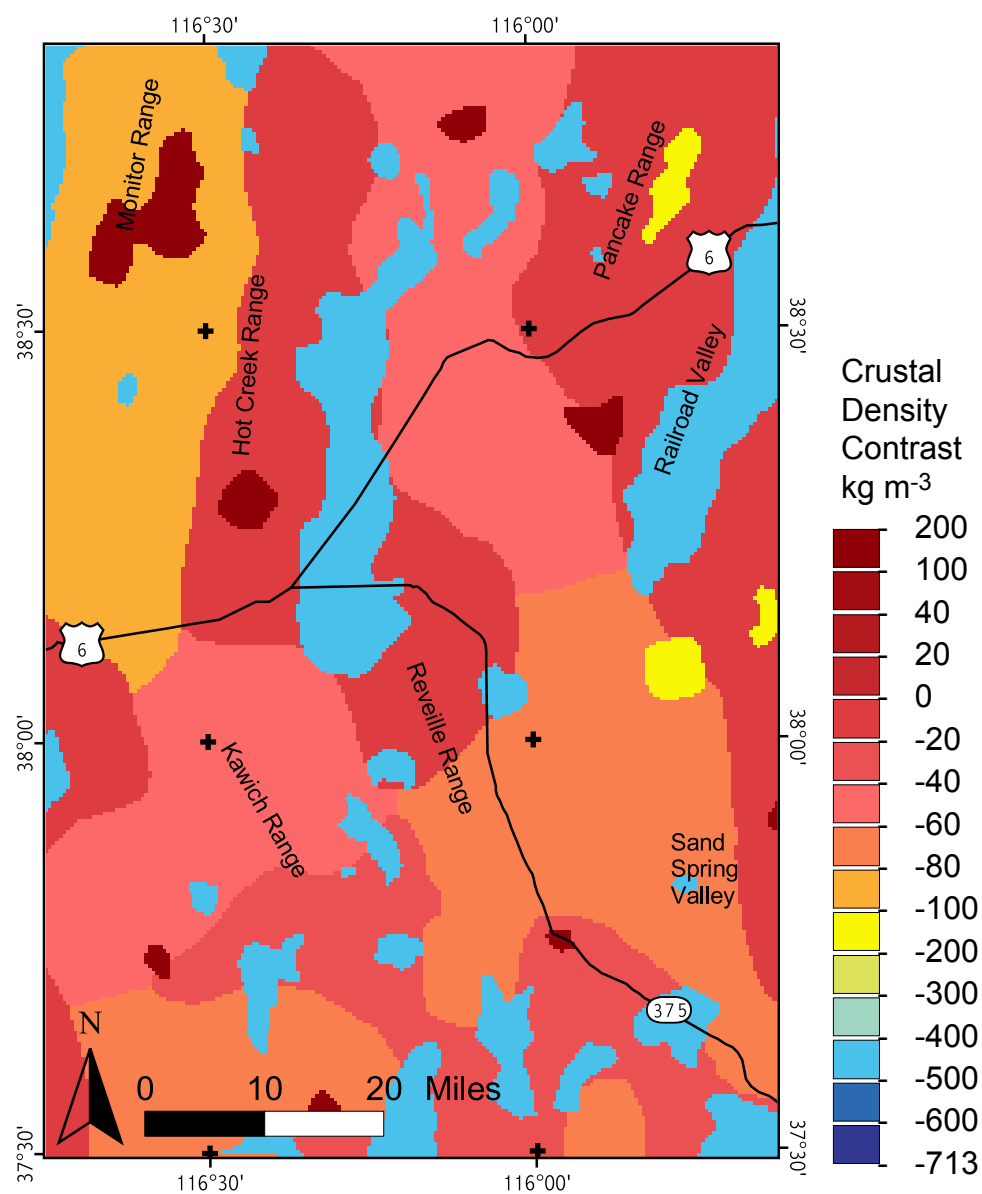 116°30'
116°00'
Monitor Range
Pancake Range
6
38°30'
38°30'
Hot Creek Range
Railroad Valley
Crustal
Density
Contrast
kg m-3
200
100
40
20
0
-20
-40
-60
-80
-100
-200
-300
-400
-500
-600
-713
6
Reveille Range
38°00'
38°00'
Kawich Range
Sand
Spring
Valley
375
N
0 10 20 Miles
37°30'
37°30'
116°30'
116°00'